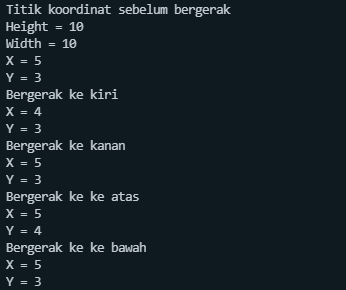 Titik koordinat sebelum bergerak
Height = 10
Width = 10
X = 5
Y = 3
Bergerak ke kiri
X = 4
Y = 3
Bergerak ke kanan
X = 5
Y = 3
Bergerak ke ke atas
X = 5
Y = 4
Bergerak ke ke bawah
X = 5
Y = 3